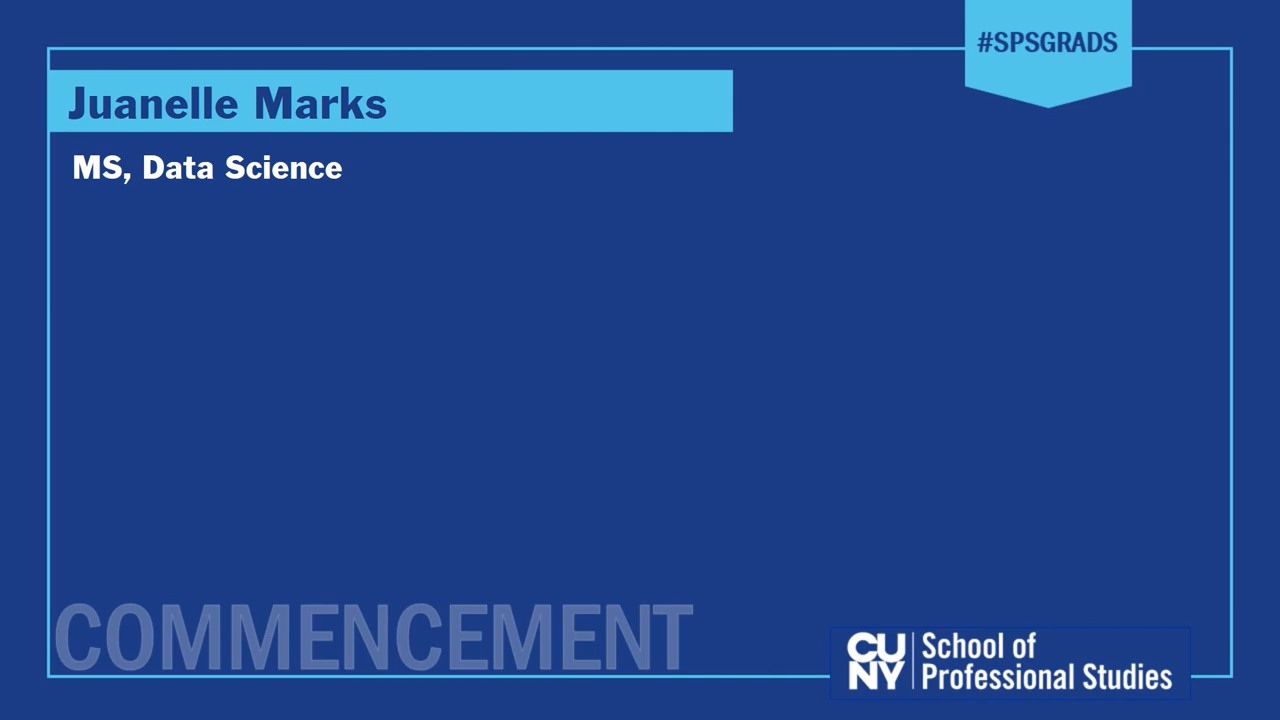 #SPSGRADS
Juanelle Marks
MS, Data Science
COMMENCEMENT
CU
NY
School of
Professional Studies